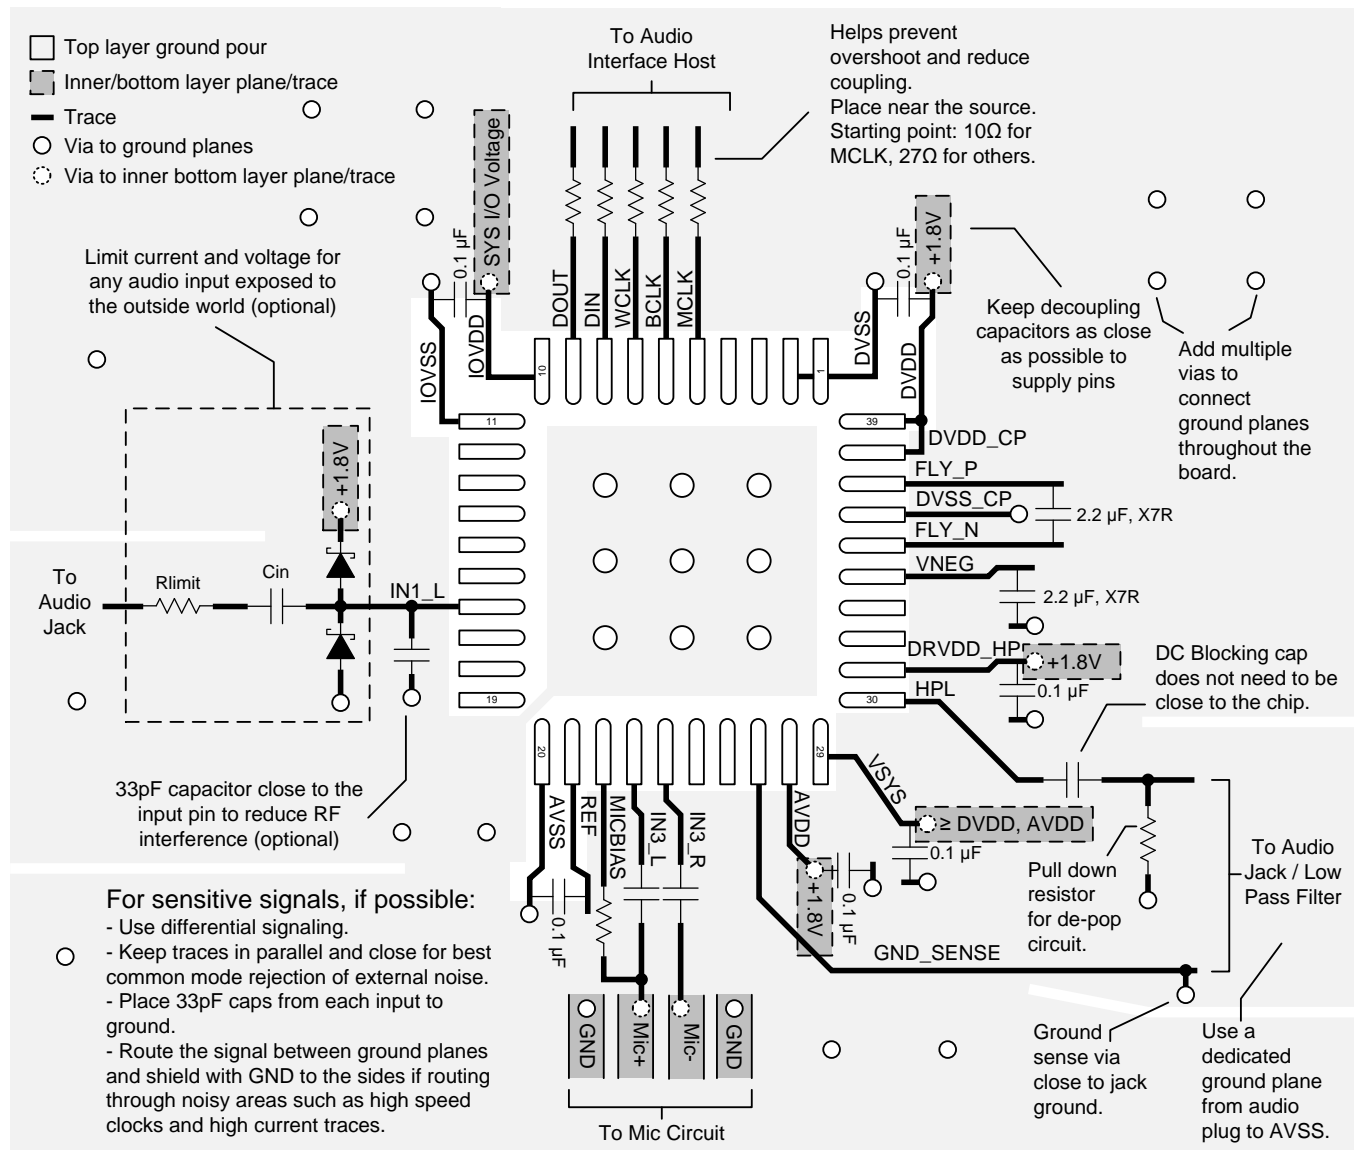 Top layer ground pour
Inner/bottom layer plane/trace
Trace
Via to ground planes
Via to inner bottom layer plane/trace
To Audio
Interface Host
Helps prevent
overshoot and reduce
coupling.
Place near the source.
Starting point: 10Ω for
MCLK, 27Ω for others.
SYS I/O Voltage
0.1 µF
IOVSS
IOVDD
DOUT
DIN
WCLK
BCLK
MCLK
DVSS
0.1 µF
+1.8V
DVDD
Keep decoupling
capacitors as close
as possible to
supply pins
Add multiple
vias to
connect
ground planes
throughout the
board.
Limit current and voltage for
any audio input exposed to
the outside world (optional)
10
1
11
39
DVDD_CP
FLY_P
DVSS_CP
FLY_N
2.2 µF, X7R
VNEG
2.2 µF, X7R
DRVDD_HP
+1.8V
0.1 µF
HPL
30
19
20
29
+1.8V
To
Audio
Jack
Rlimit
Cin
IN1_L
DC Blocking cap
does not need to be
close to the chip.
33pF capacitor close to the
input pin to reduce RF
interference (optional)
AVSS
REF
MICBIAS
IN3_L
IN3_R
AVDD
VSYS
≥ DVDD, AVDD
0.1 µF
0.1 µF
+1.8V
0.1 µF
GND_SENSE
Pull down
resistor
for de-pop
circuit.
To Audio
Jack / Low
Pass Filter
For sensitive signals, if possible:
- Use differential signaling.
- Keep traces in parallel and close for best
common mode rejection of external noise.
- Place 33pF caps from each input to
ground.
- Route the signal between ground planes
and shield with GND to the sides if routing
through noisy areas such as high speed
clocks and high current traces.
GND
Mic+
Mic-
GND
To Mic Circuit
Ground
sense via
close to jack
ground.
Use a
dedicated
ground plane
from audio
plug to AVSS.